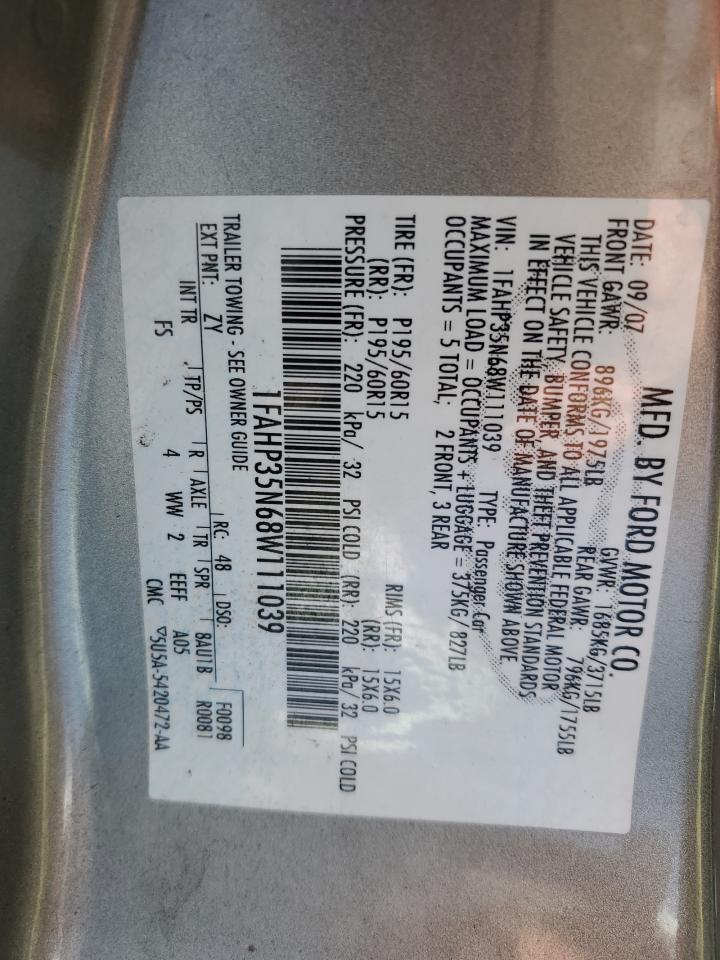 MFD. BY FORD MOTOR CO.
DATE: 09/07 GVWR: 1685KG/3715LB
FRONT GAWR: 896KG/1975LB REAR GAWR: 796KG/1755LB
THIS VEHICLE CONFORMS TO ALL APPLICABLE FEDERAL MOTOR
VEHICLE SAFETY, BUMPER, AND THEFT PREVENTION STANDARDS
IN EFFECT ON THE DATE OF MANUFACTURE SHOWN ABOVE.
VIN: 1FAHP35N68W111039 TYPE: Passenger Car
MAXIMUM LOAD = OCCUPANTS + LUGGAGE = 375KG/ 827LB
OCCUPANTS = 5 TOTAL; 2 FRONT, 3 REAR
TIRE (FR): P195/60R15 RIMS (FR): 15X6.0
(RR): P195/60R15 (RR): 15X6.0
PRESSURE (FR): 220 kPa/ 32 PSI COLD (RR): 220 kPa/ 32 PSI COLD
1FAHP35N68W111039
TRAILER TOWING - SEE OWNER GUIDE
EXT PNT: ZY RC: 48 DSO: F0098
INT TR TP/PS R AXLE TR SPR 8AU1B R0081
FS 4 WW 2 EEFF A05
CMC ▽5U5A-5420472-AA